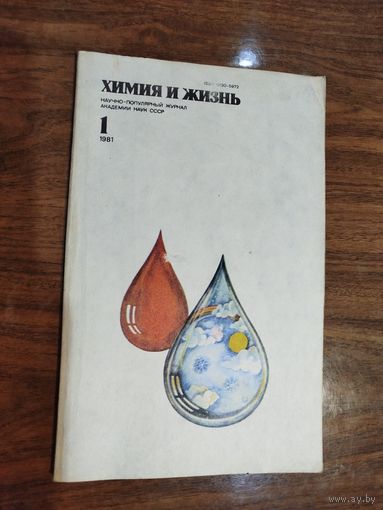 ХИМИЯ И ЖИЗНЬ
НАУЧНО-ПОПУЛЯРНЫЙ ЖУРНАЛ
АКАДЕМИИ НАУК СССР
1
1981
www.ay.by